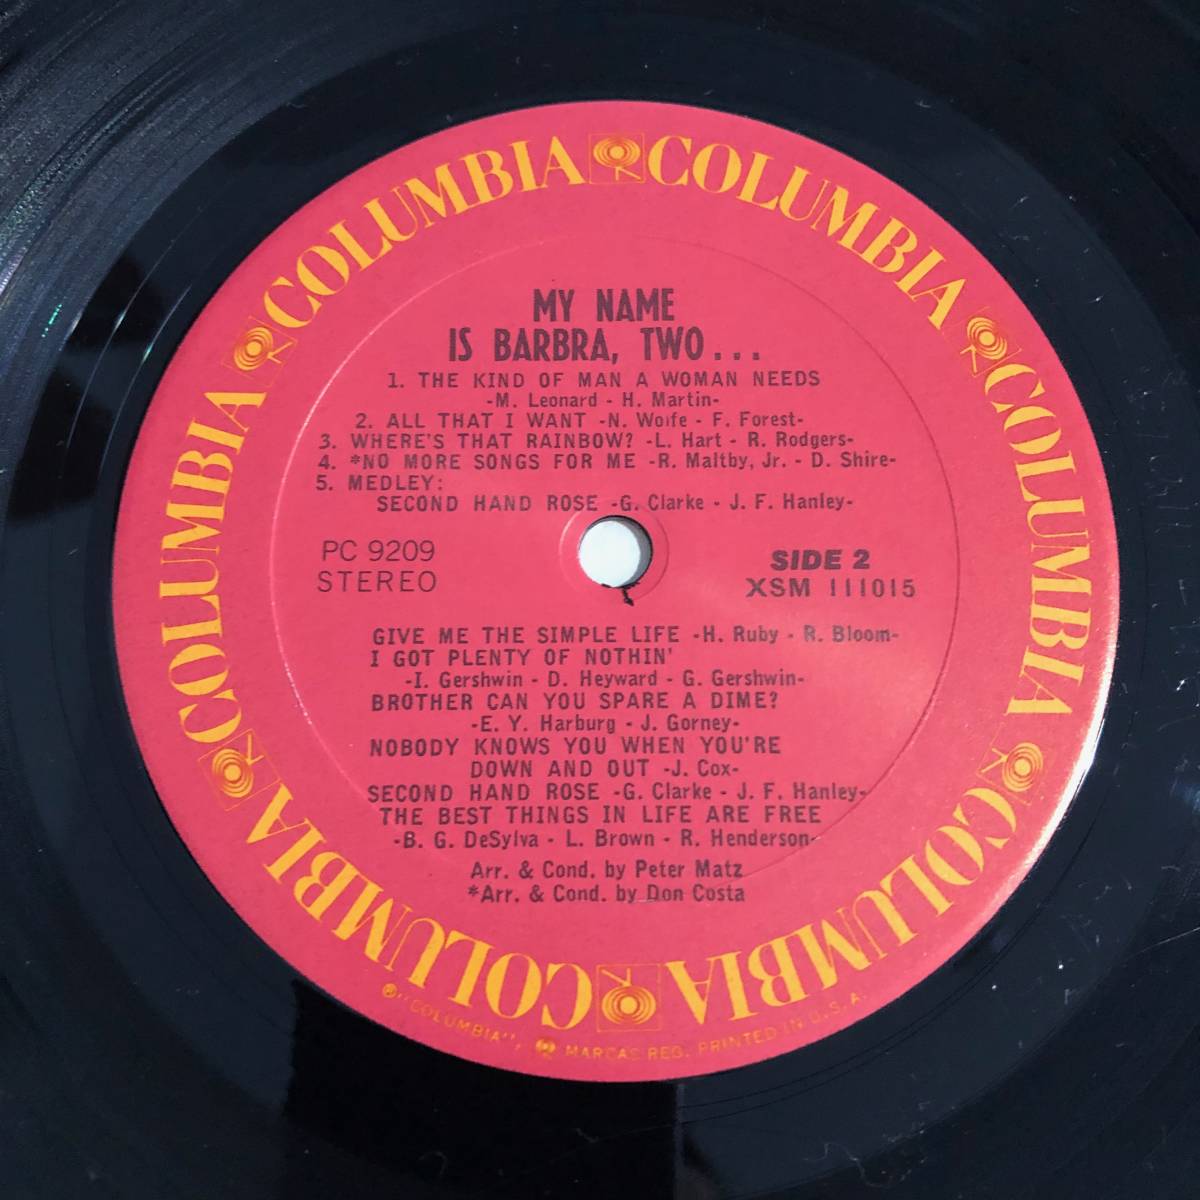 COLUMBIA COLUMBIA COLUMBIA COLUMBIA COLUMBIA COLUMBIA
MY NAME
IS BARBRA, TWO...
1. THE KIND OF MAN A WOMAN NEEDS
-M. Leonard - H. Martin-
2. ALL THAT I WANT -N. Wolfe - F. Forest-
3. WHERE'S THAT RAINBOW? -L. Hart - R. Rodgers-
4. *NO MORE SONGS FOR ME -R. Maltby, Jr. - D. Shire-
5. MEDLEY:
SECOND HAND ROSE -G. Clarke - J. F. Hanley-
PC 9209
STEREO
SIDE 2
XSM 111015
GIVE ME THE SIMPLE LIFE -H. Ruby - R. Bloom-
I GOT PLENTY OF NOTHIN'
-I. Gershwin - D. Heyward - G. Gershwin-
BROTHER CAN YOU SPARE A DIME?
-E. Y. Harburg - J. Gorney-
NOBODY KNOWS YOU WHEN YOU'RE
DOWN AND OUT -J. Cox-
SECOND HAND ROSE -G. Clarke - J. F. Hanley-
THE BEST THINGS IN LIFE ARE FREE
-B. G. DeSylva - L. Brown - R. Henderson-
Arr. & Cond. by Peter Matz
*Arr. & Cond. by Don Costa
®"COLUMBIA", MARCAS REG. PRINTED IN U.S.A.